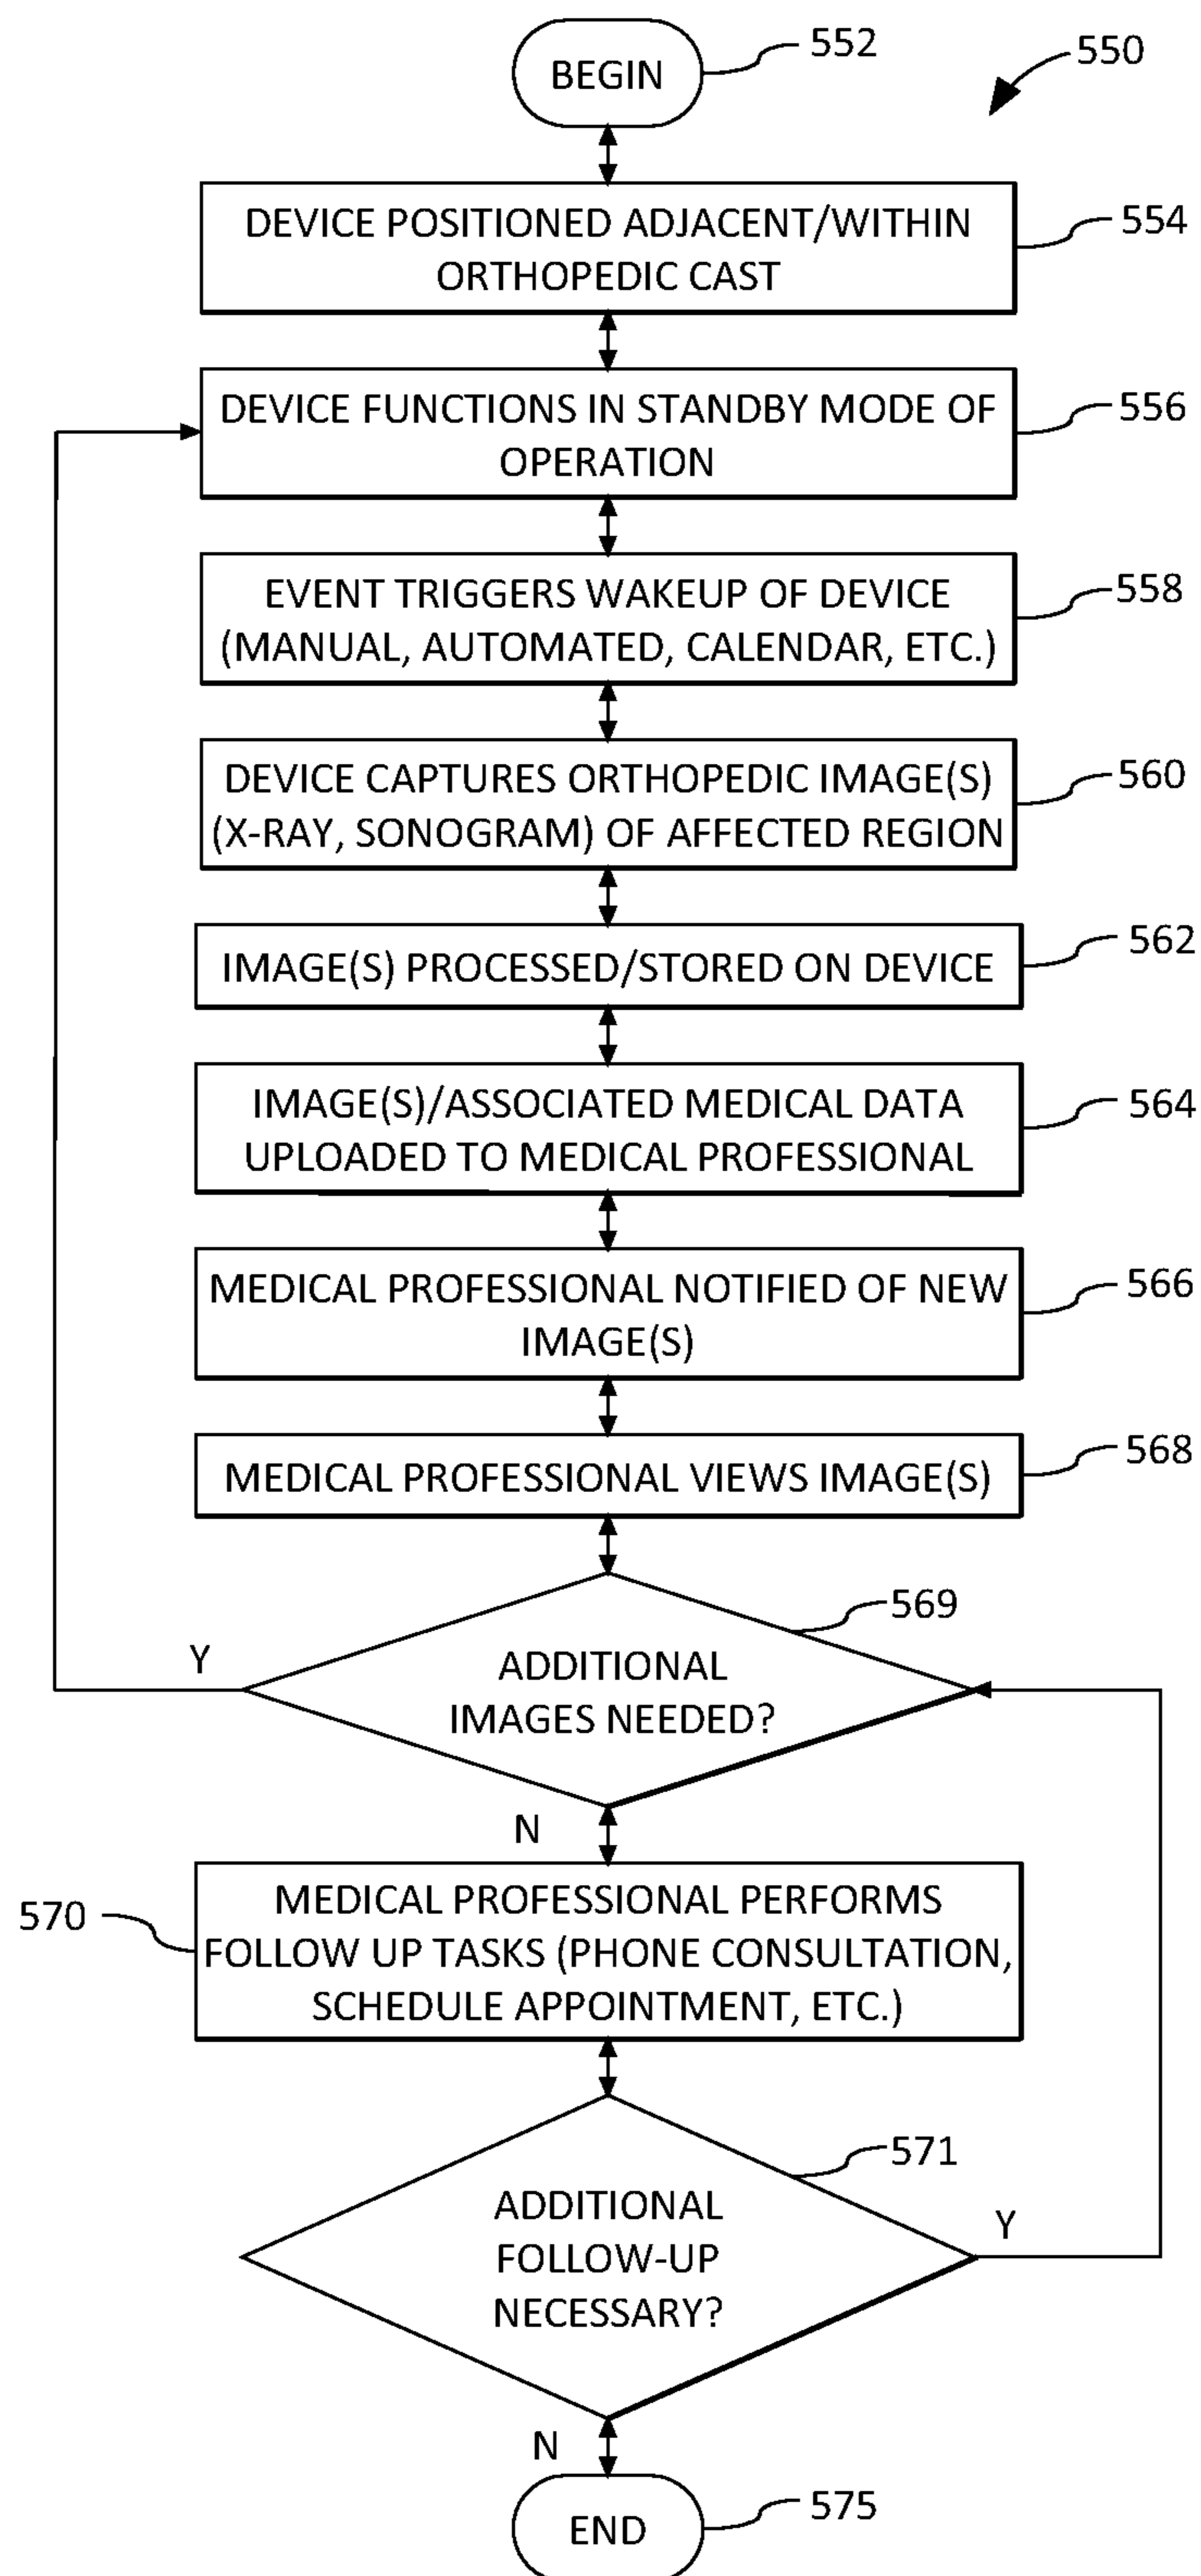 BEGIN
552
550
DEVICE POSITIONED ADJACENT/WITHIN
ORTHOPEDIC CAST
554
DEVICE FUNCTIONS IN STANDBY MODE OF
OPERATION
556
EVENT TRIGGERS WAKEUP OF DEVICE
(MANUAL, AUTOMATED, CALENDAR, ETC.)
558
DEVICE CAPTURES ORTHOPEDIC IMAGE(S)
(X-RAY, SONOGRAM) OF AFFECTED REGION
560
IMAGE(S) PROCESSED/STORED ON DEVICE
562
IMAGE(S)/ASSOCIATED MEDICAL DATA
UPLOADED TO MEDICAL PROFESSIONAL
564
MEDICAL PROFESSIONAL NOTIFIED OF NEW
IMAGE(S)
566
MEDICAL PROFESSIONAL VIEWS IMAGE(S)
568
569
Y
ADDITIONAL
IMAGES NEEDED?
N
570
MEDICAL PROFESSIONAL PERFORMS
FOLLOW UP TASKS (PHONE CONSULTATION,
SCHEDULE APPOINTMENT, ETC.)
571
ADDITIONAL
FOLLOW-UP
NECESSARY?
Y
N
END
575